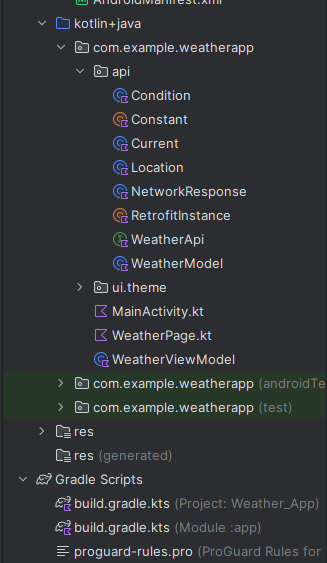 AndroidManifest.xml
kotlin+java
com.example.weatherapp
api
Condition
Constant
Current
Location
NetworkResponse
RetrofitInstance
WeatherApi
WeatherModel
ui.theme
MainActivity.kt
WeatherPage.kt
WeatherViewModel
com.example.weatherapp (androidTe
com.example.weatherapp (test)
res
res (generated)
Gradle Scripts
build.gradle.kts (Project: Weather_App)
build.gradle.kts (Module :app)
proguard-rules.pro (ProGuard Rules for